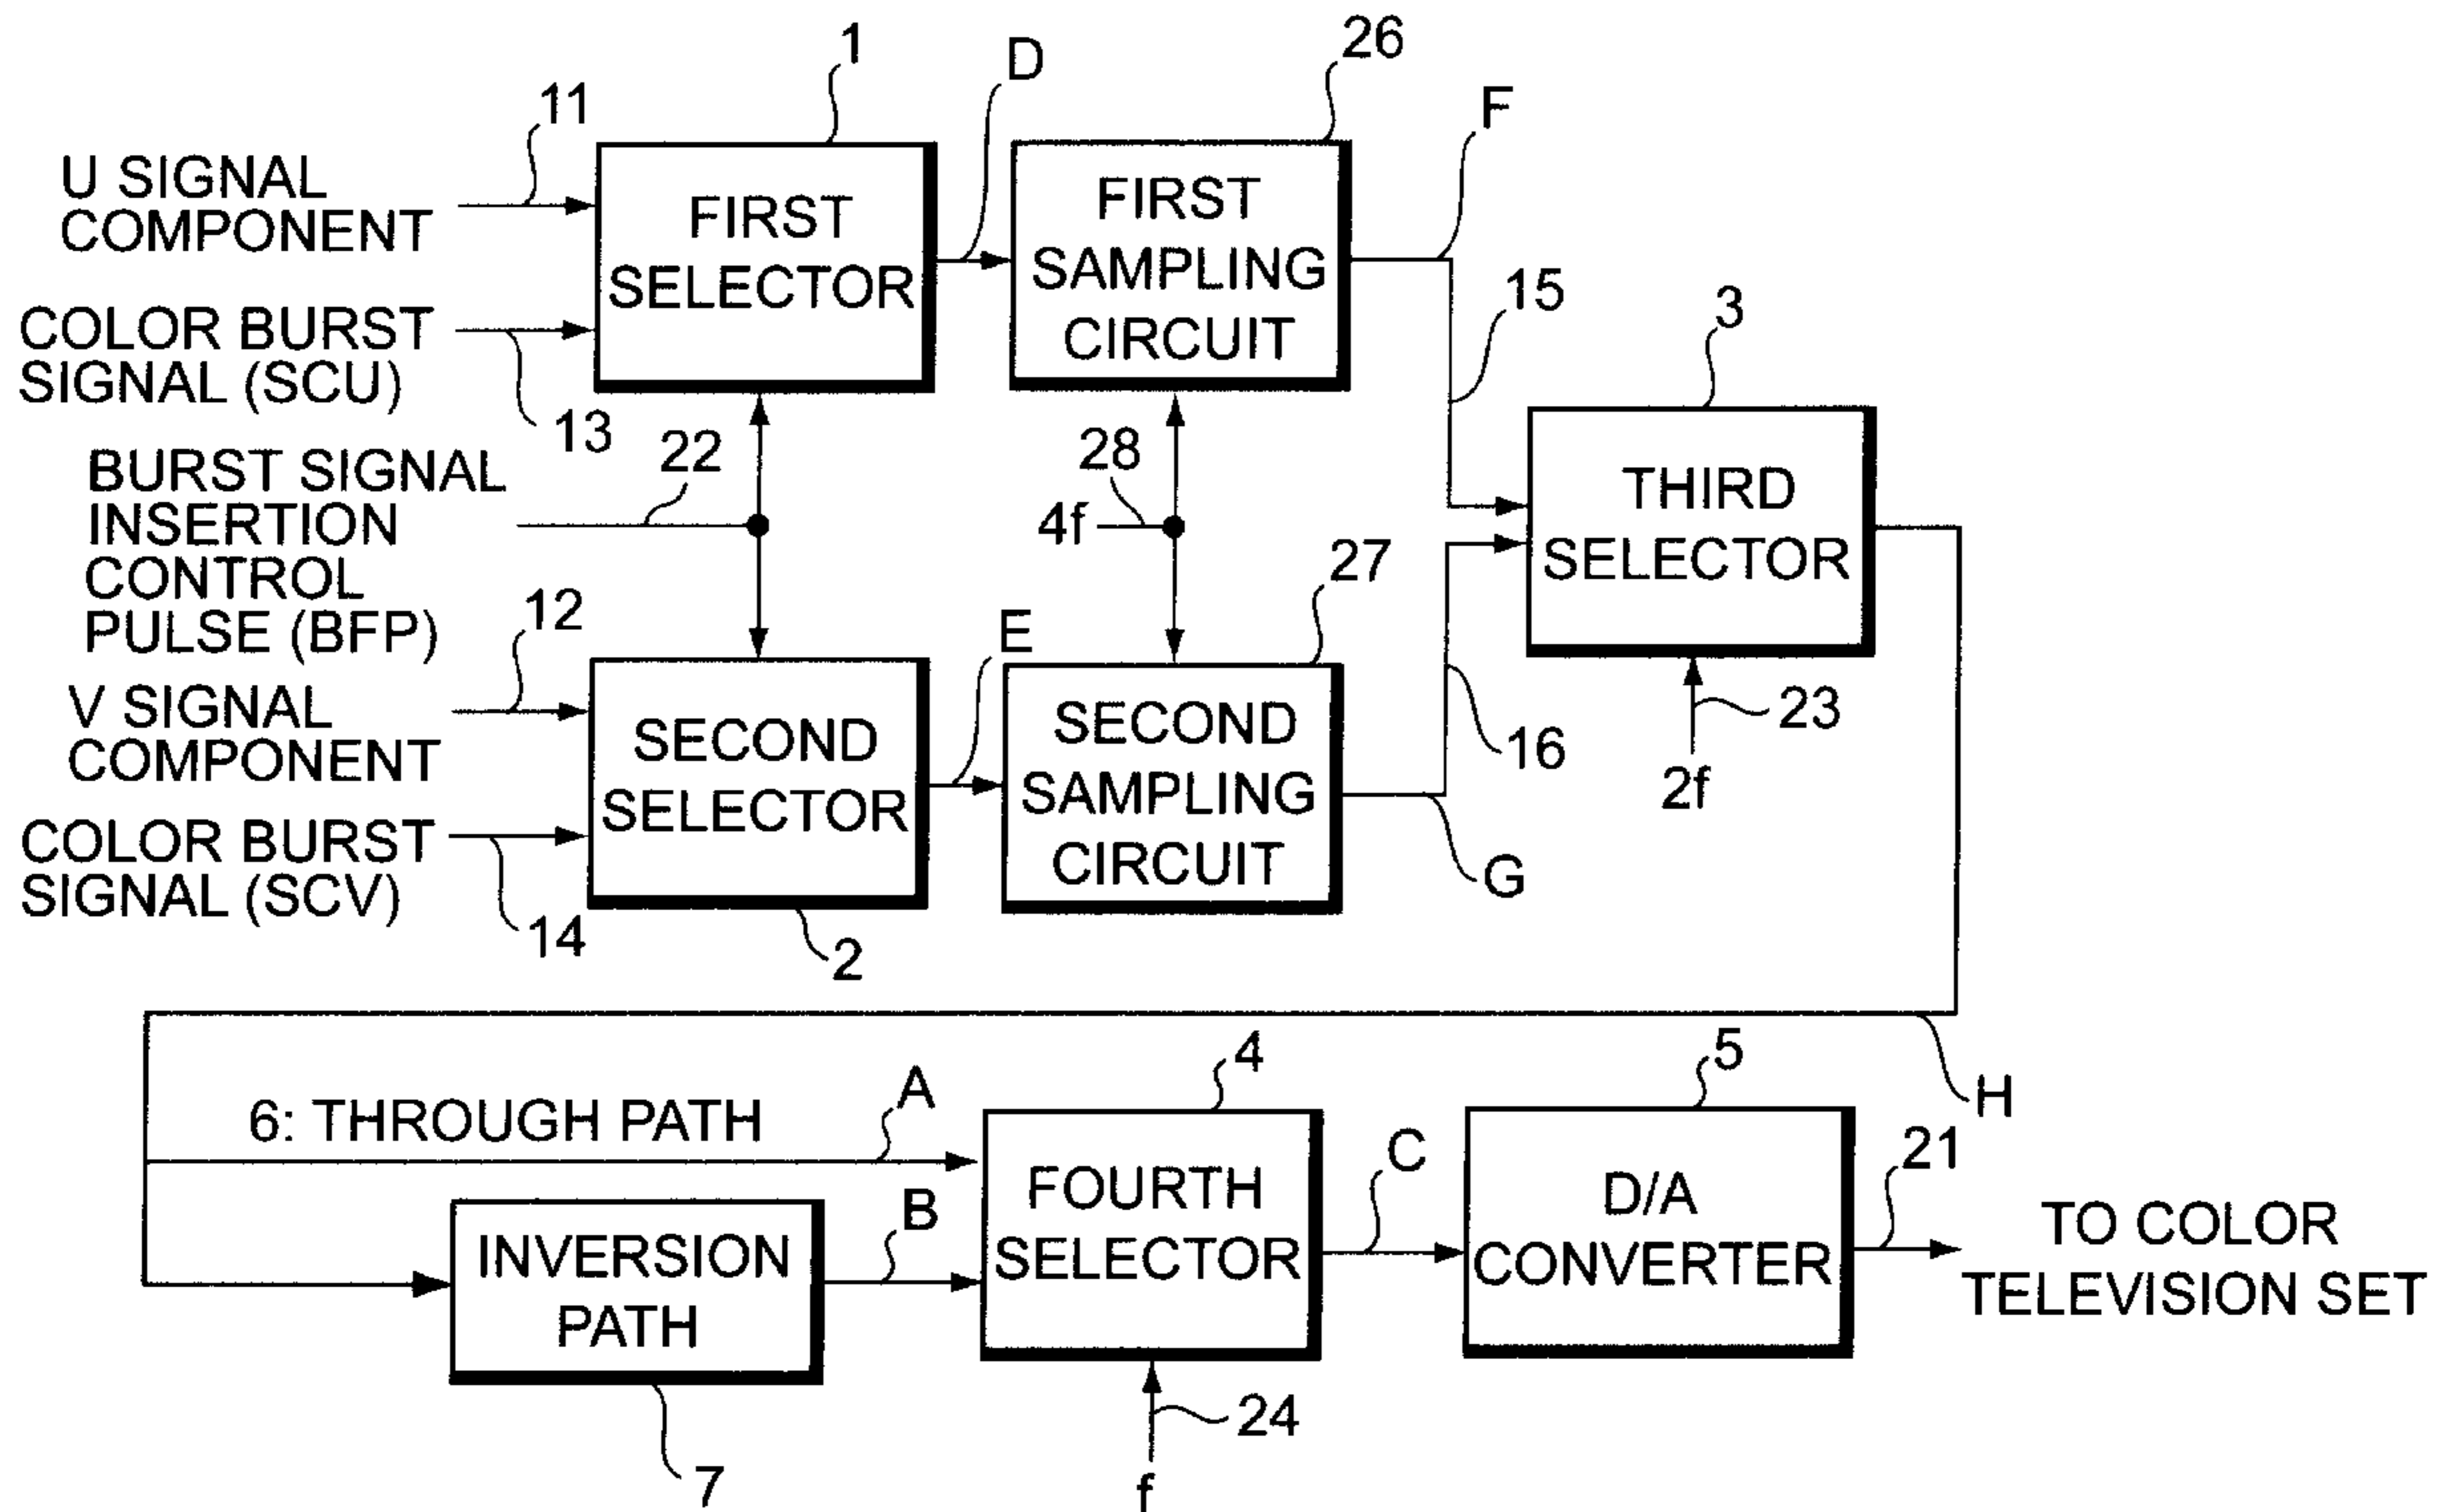 1
D
26
F
11
U SIGNAL
COMPONENT
FIRST
SELECTOR
FIRST
SAMPLING
CIRCUIT
COLOR BURST
SIGNAL (SCU)
13
15
3
22
28
4f
BURST SIGNAL
INSERTION
CONTROL
PULSE (BFP)
THIRD
SELECTOR
27
12
E
V SIGNAL
COMPONENT
SECOND
SELECTOR
SECOND
SAMPLING
CIRCUIT
16
23
2f
COLOR BURST
SIGNAL (SCV)
14
2
G
4
5
H
6: THROUGH PATH
A
FOURTH
SELECTOR
C
D/A
CONVERTER
21
TO COLOR
TELEVISION SET
B
INVERSION
PATH
7
24
f